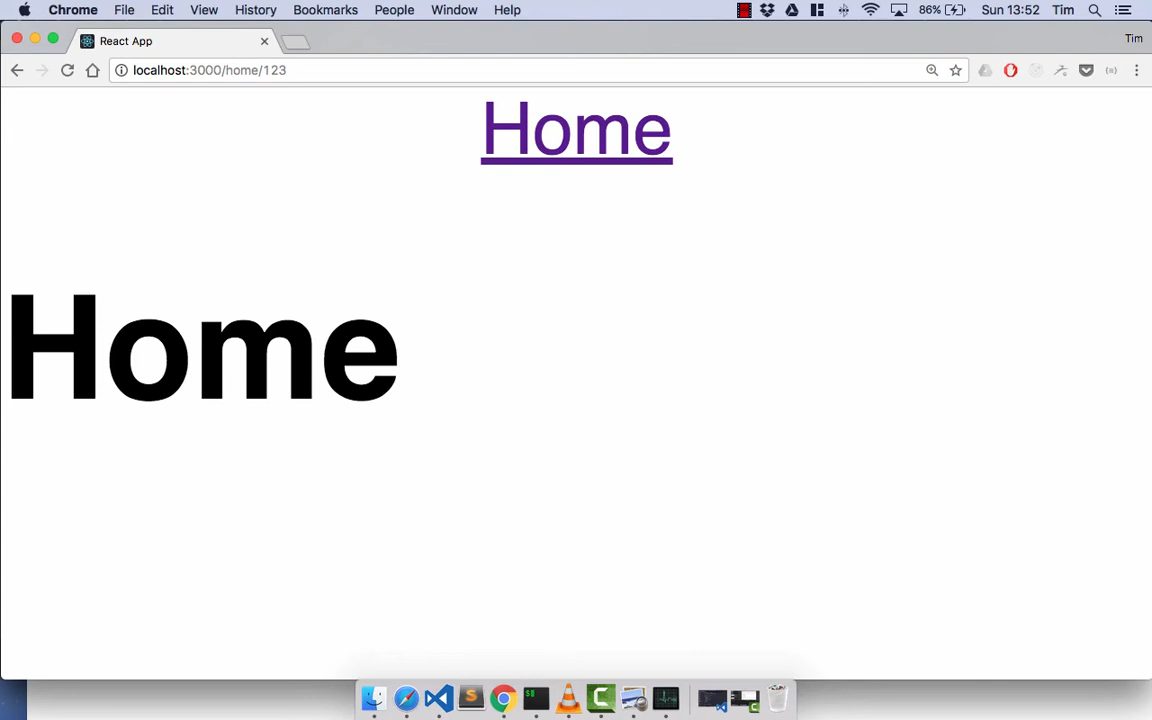 Chrome File Edit View History Bookmarks People Window Help 86% Sun 13:52 Tim
React App Tim
localhost:3000/home/123
Home
Home